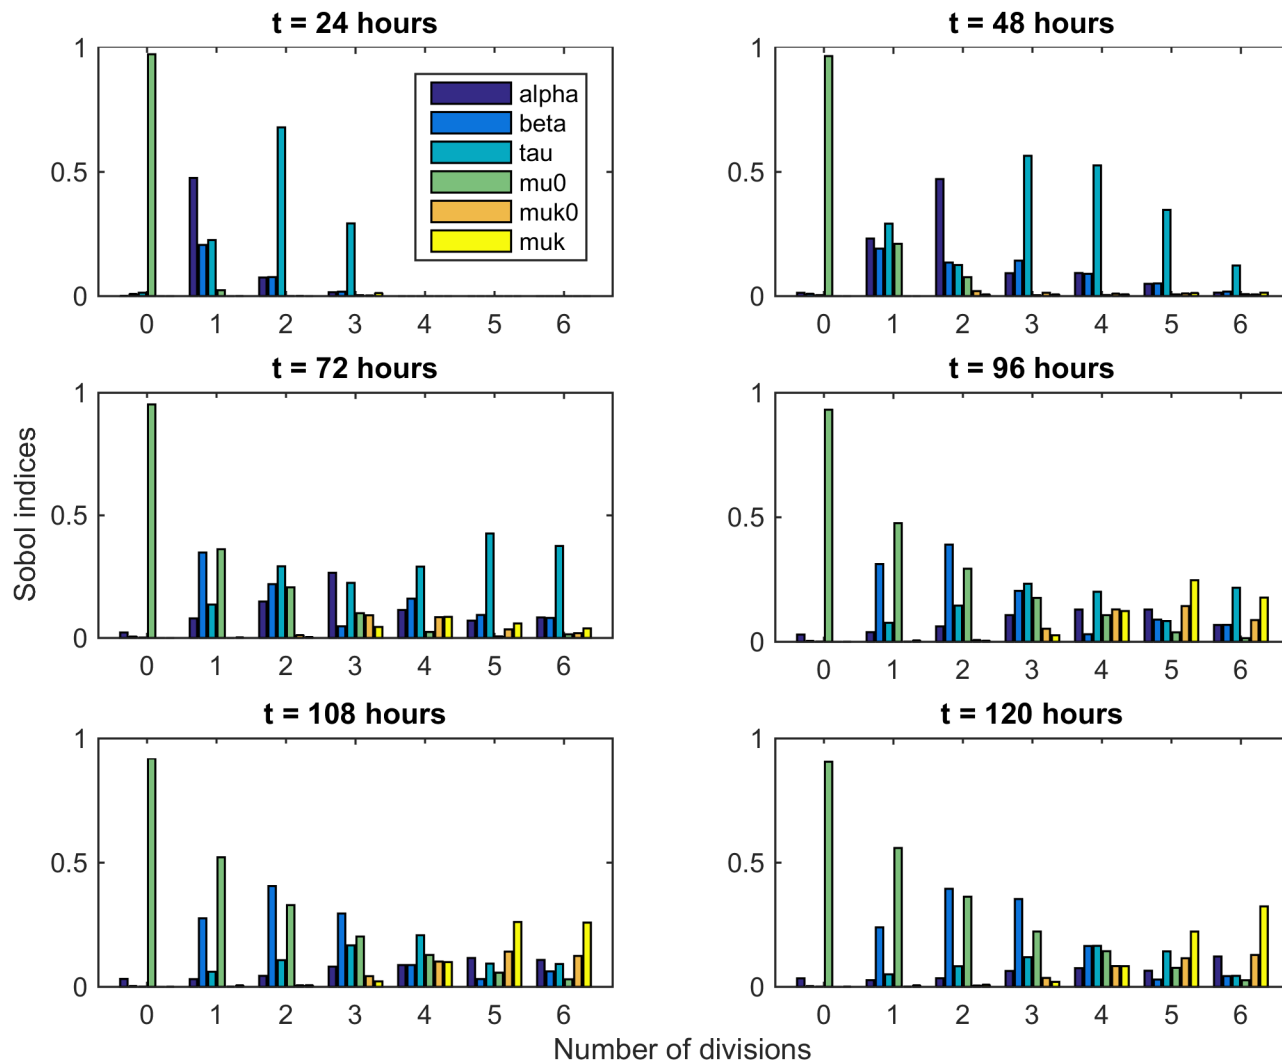 t = 24 hours
1
0.5
0
0 1 2 3 4 5 6
alpha
beta
tau
mu0
muk0
muk
t = 48 hours
1
0.5
0
0 1 2 3 4 5 6
t = 72 hours
1
0.5
0
0 1 2 3 4 5 6
Sobol indices
t = 96 hours
1
0.5
0
0 1 2 3 4 5 6
t = 108 hours
1
0.5
0
0 1 2 3 4 5 6
t = 120 hours
1
0.5
0
0 1 2 3 4 5 6
Number of divisions